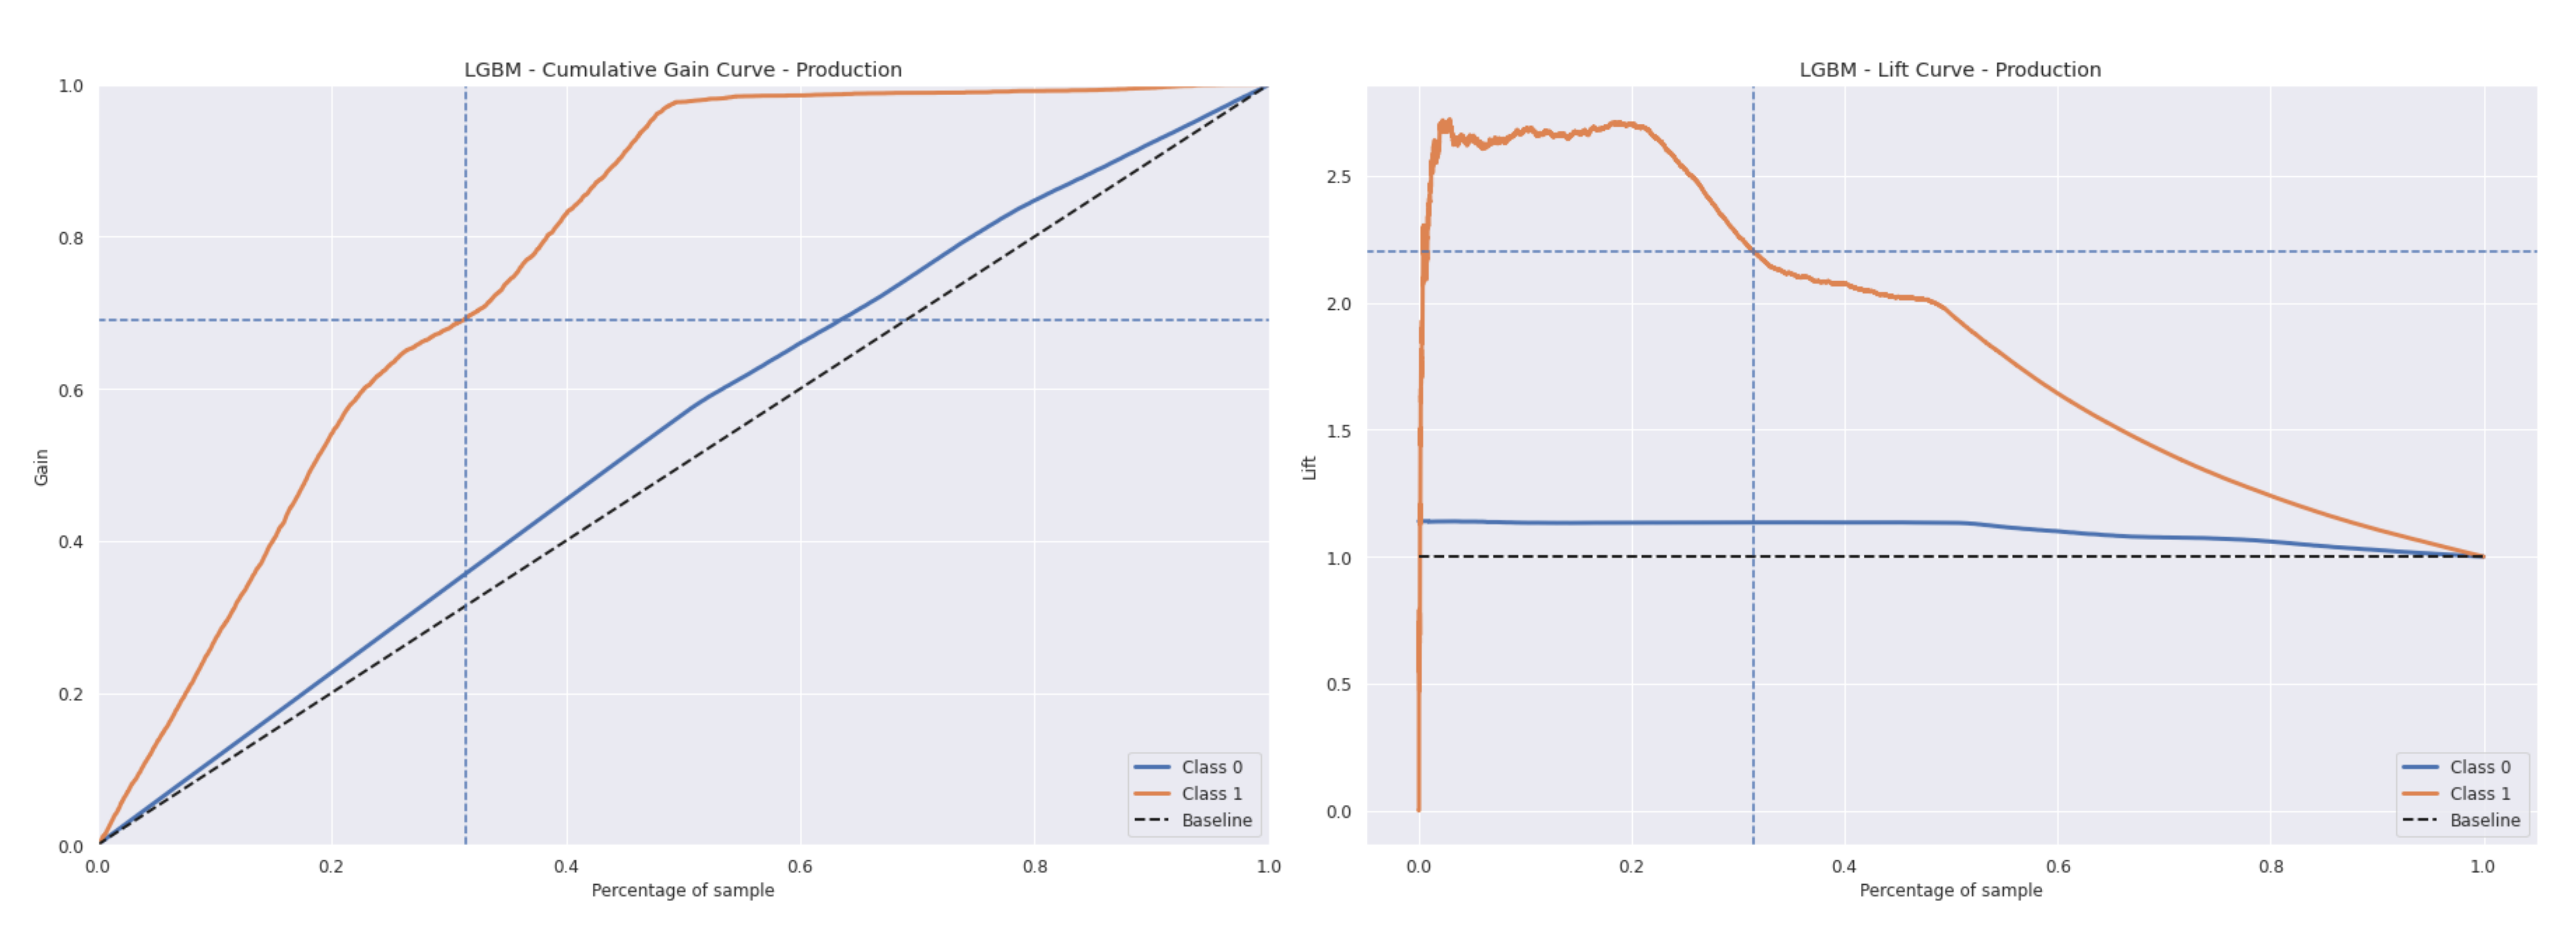 LGBM - Cumulative Gain Curve - Production
1.0
0.8
0.6
0.4
0.2
0.0
Gain
0.0 0.2 0.4 0.6 0.8 1.0
Percentage of sample
Class 0
Class 1
Baseline
LGBM - Lift Curve - Production
2.5
2.0
1.5
1.0
0.5
0.0
Lift
0.0 0.2 0.4 0.6 0.8 1.0
Percentage of sample
Class 0
Class 1
Baseline